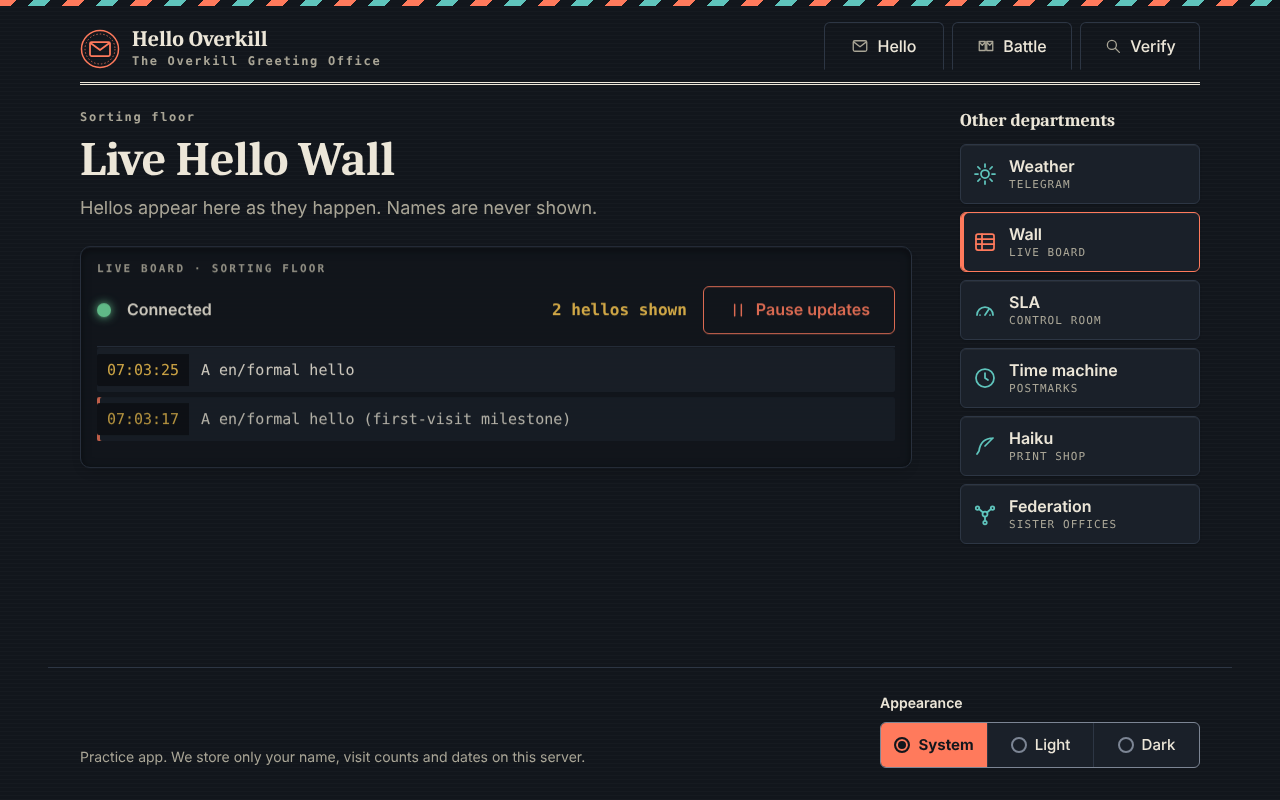 Hello Overkill
The Overkill Greeting Office
Hello
Battle
Verify
Sorting floor
Live Hello Wall
Hellos appear here as they happen. Names are never shown.
LIVE BOARD · SORTING FLOOR
Connected
2 hellos shown
Pause updates
07:03:25 A en/formal hello
07:03:17 A en/formal hello (first-visit milestone)
Other departments
Weather
TELEGRAM
Wall
LIVE BOARD
SLA
CONTROL ROOM
Time machine
POSTMARKS
Haiku
PRINT SHOP
Federation
SISTER OFFICES
Practice app. We store only your name, visit counts and dates on this server.
Appearance
System
Light
Dark